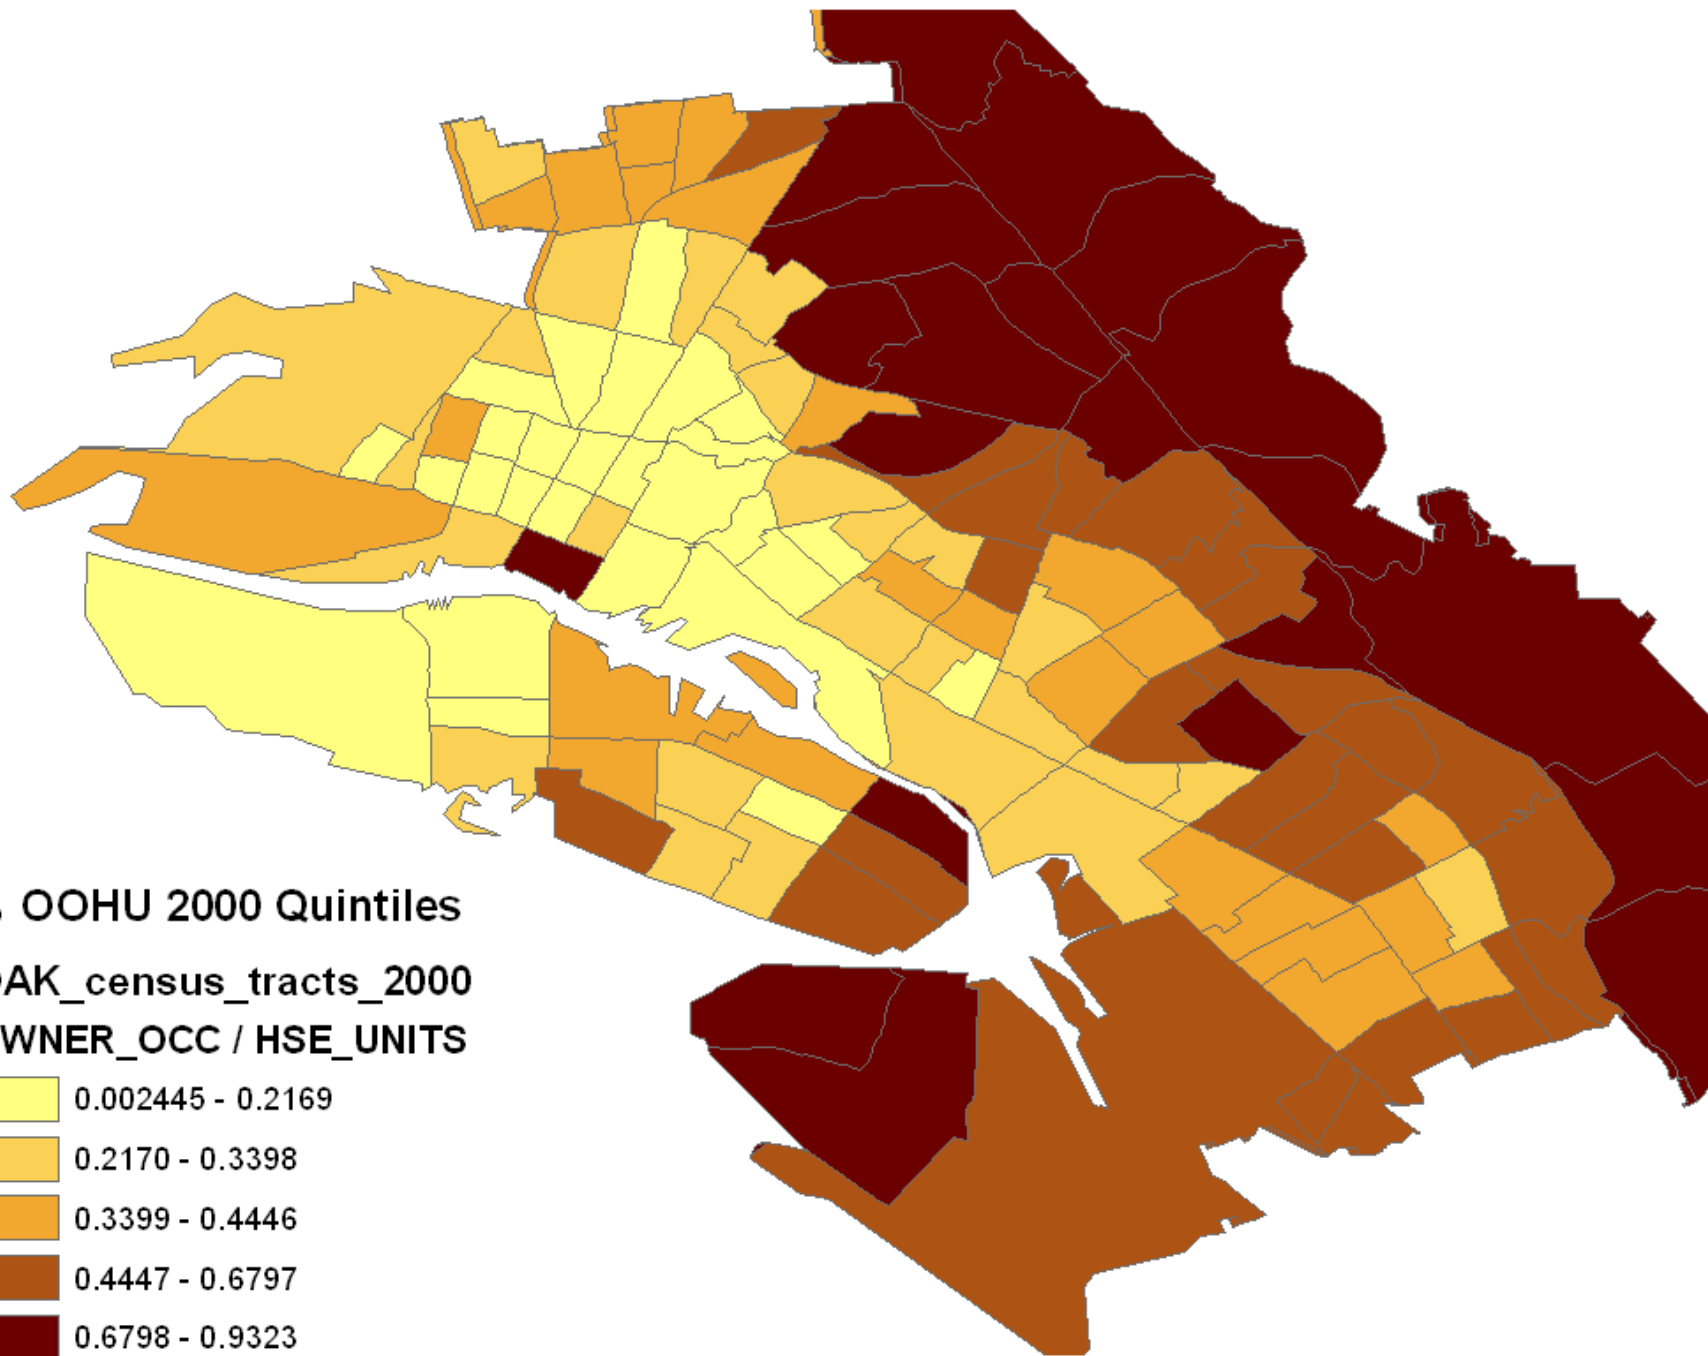 OOHU 2000 Quintiles
AK_census_tracts_2000
WNER_OCC / HSE_UNITS
0.002445 - 0.2169
0.2170 - 0.3398
0.3399 - 0.4446
0.4447 - 0.6797
0.6798 - 0.9323